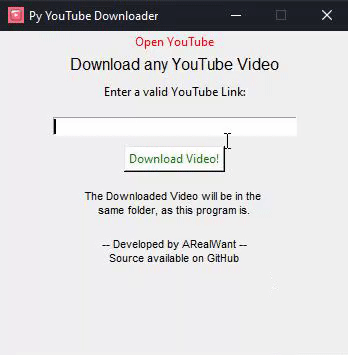 Py YouTube Downloader
Open YouTube
Download any YouTube Video
Enter a valid YouTube Link:
Download Video!
The Downloaded Video will be in the
same folder, as this program is.
-- Developed by ARealWant --
Source available on GitHub